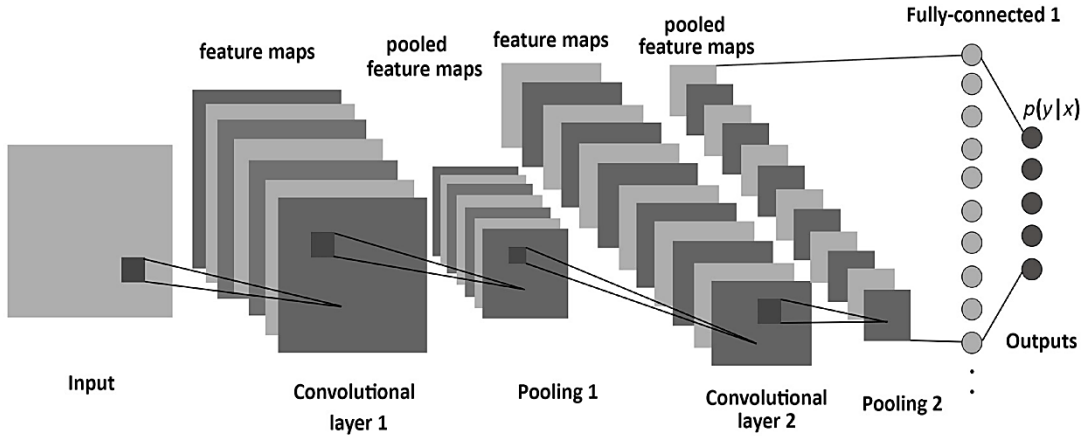 Fully-connected 1
feature maps
pooled
feature maps
feature maps
pooled
feature maps
p(y|x)
Outputs
Input
Convolutional
layer 1
Pooling 1
Convolutional
layer 2
Pooling 2